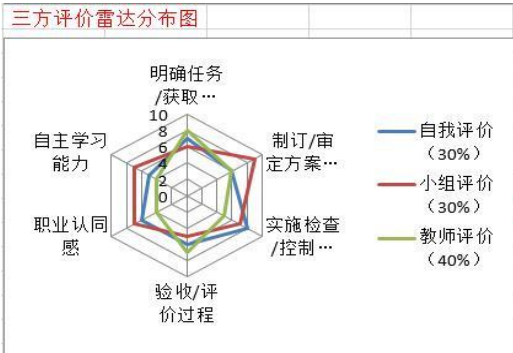 三方评价雷达分布图
明确任务
/获取…
10
8
6
4
2
0
制订/审
定方案…
实施检查
/控制…
验收/评
价过程
职业认同
感
自主学习
能力
自我评价
（30%）
小组评价
（30%）
教师评价
（40%）